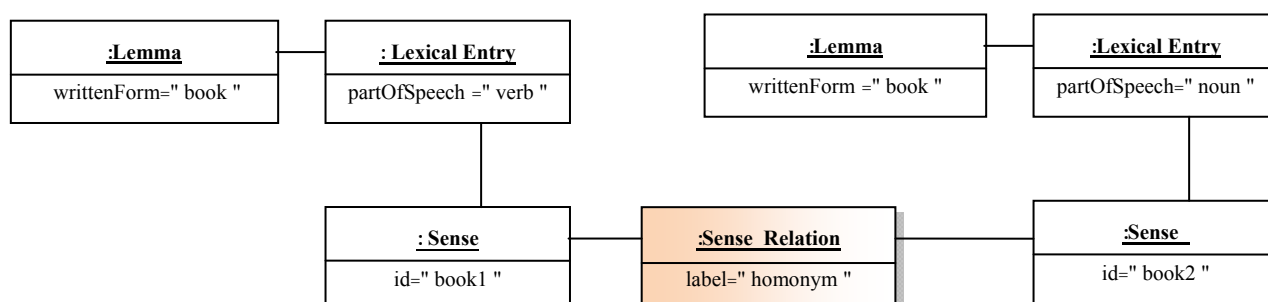 :Lemma
writtenForm=" book "
: Lexical Entry
partOfSpeech =" verb "
:Lemma
writtenForm =" book "
:Lexical Entry
partOfSpeech=" noun "
: Sense
id=" book1 "
:Sense Relation
label=" homonym "
:Sense
id=" book2 "